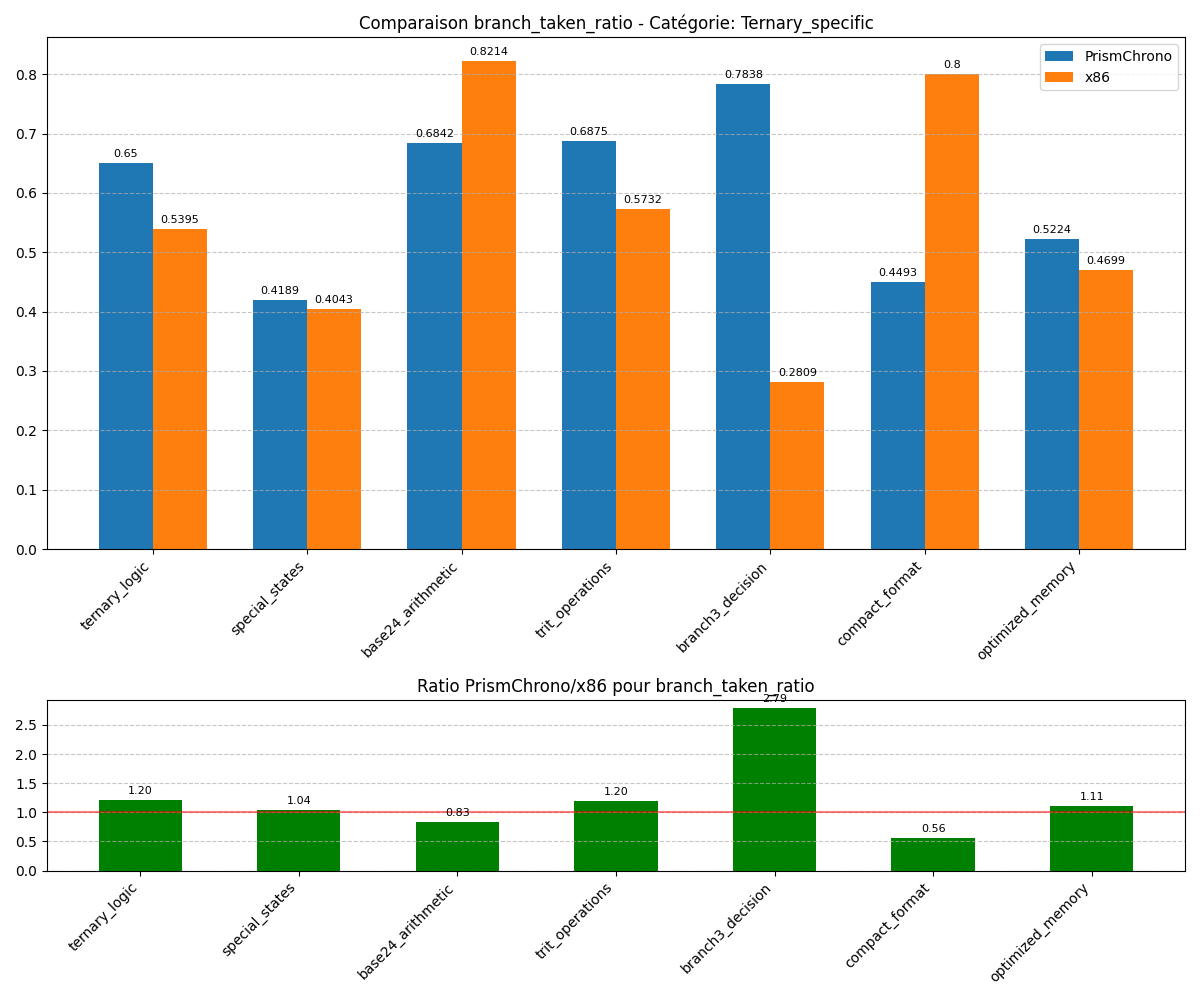 Comparaison branch_taken_ratio - Catégorie: Ternary_specific
PrismChrono
x86
0.8
0.7
0.6
0.5
0.4
0.3
0.2
0.1
0.0
0.65
0.5395
0.4189
0.4043
0.6842
0.8214
0.6875
0.5732
0.7838
0.2809
0.4493
0.8
0.5224
0.4699
ternary_logic
special_states
base24_arithmetic
trit_operations
branch3_decision
compact_format
optimized_memory
Ratio PrismChrono/x86 pour branch_taken_ratio
2.5
2.0
1.5
1.0
0.5
0.0
1.20
1.04
0.83
1.20
2.79
0.56
1.11
ternary_logic
special_states
base24_arithmetic
trit_operations
branch3_decision
compact_format
optimized_memory